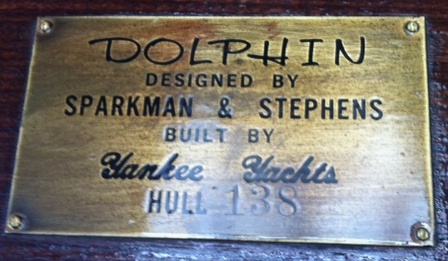 DOLPHIN
DESIGNED BY
SPARKMAN & STEPHENS
BUILT BY
Yankee Yachts
HULL 138